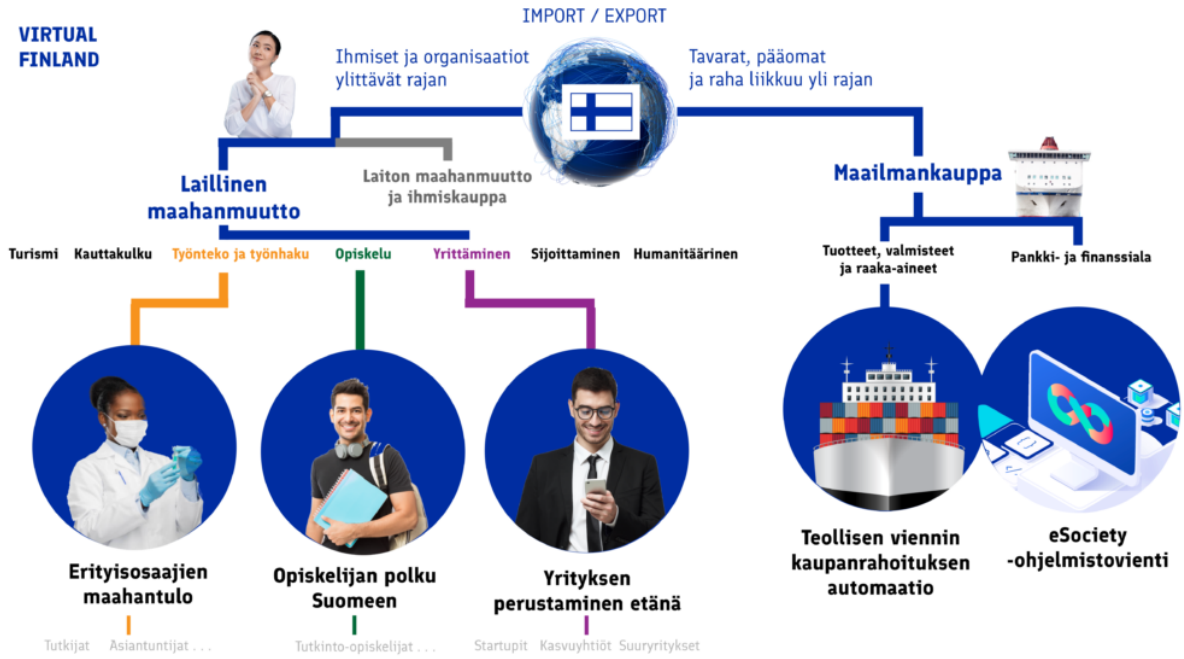 VIRTUAL
FINLAND
IMPORT / EXPORT
Ihmiset ja organisaatiot
ylittävät rajan
Tavarat, pääomat
ja raha liikkuu yli rajan
Laillinen
maahanmuutto
Laiton maahanmuutto
ja ihmiskauppa
Maailmankauppa
Turismi
Kauttakulku
Työnteko ja työnhaku
Opiskelu
Yrittäminen
Sijoittaminen
Humanitäärinen
Tuotteet, valmisteet
ja raaka-aineet
Pankki- ja finanssiala
Erityisosaajien
maahantulo
Opiskelijan polku
Suomeen
Yrityksen
perustaminen etänä
Teollisen viennin
kaupanrahoituksen
automaatio
eSociety
-ohjelmistovienti
Tutkijat
Asiantuntijat . . .
Tutkinto-opiskelijat . . .
Startupit
Kasvuyhtiöt
Suuryritykset